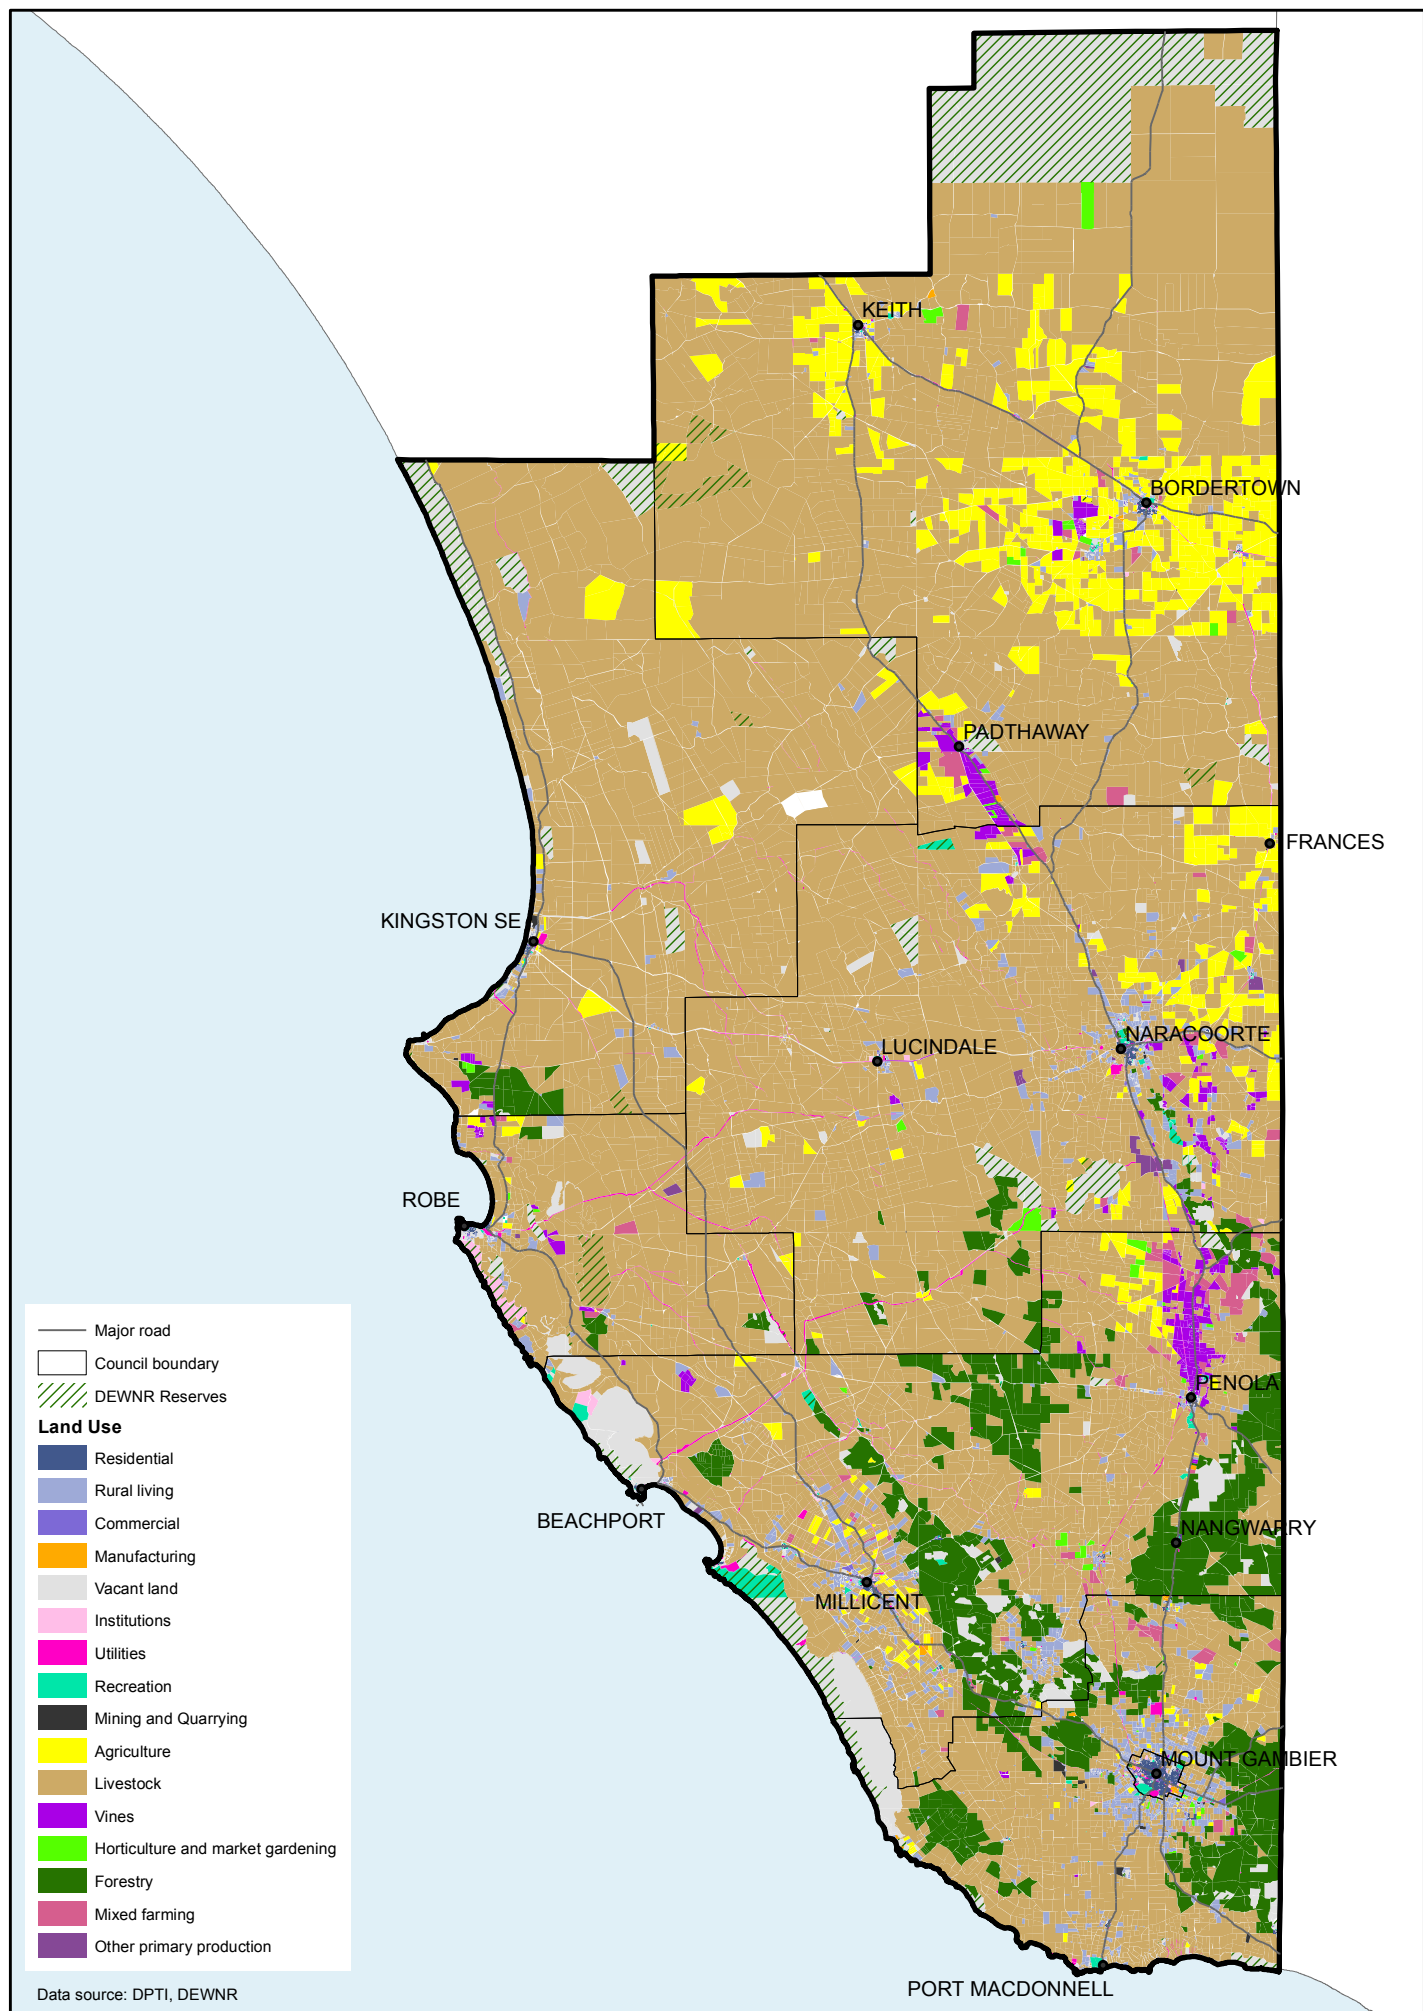 KEITH
BORDERTOWN
PADTHAWAY
FRANCES
KINGSTON SE
NARACOORTE
LUCINDALE
ROBE
PENOLA
BEACHPORT
NANGWARRY
MILLICENT
MOUNT GAMBIER
PORT MACDONNELL
Major road
Council boundary
DEWNR Reserves
Land Use
Residential
Rural living
Commercial
Manufacturing
Vacant land
Institutions
Utilities
Recreation
Mining and Quarrying
Agriculture
Livestock
Vines
Horticulture and market gardening
Forestry
Mixed farming
Other primary production
Data source: DPTI, DEWNR